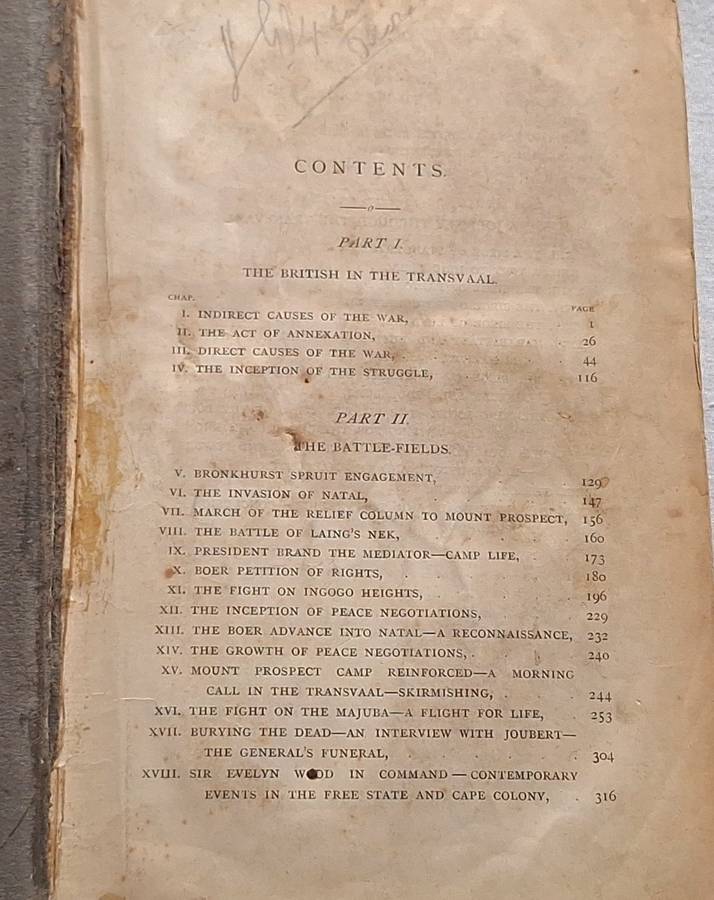 CONTENTS.
PART I.
THE BRITISH IN THE TRANSVAAL.
CHAP. PAGE
I. INDIRECT CAUSES OF THE WAR, 1
II. THE ACT OF ANNEXATION, 26
III. DIRECT CAUSES OF THE WAR, 44
IV. THE INCEPTION OF THE STRUGGLE, 116
PART II.
THE BATTLE-FIELDS.
V. BRONKHURST SPRUIT ENGAGEMENT, 129
VI. THE INVASION OF NATAL, 147
VII. MARCH OF THE RELIEF COLUMN TO MOUNT PROSPECT, 156
VIII. THE BATTLE OF LAING'S NEK, 160
IX. PRESIDENT BRAND THE MEDIATOR—CAMP LIFE, 173
X. BOER PETITION OF RIGHTS, 180
XI. THE FIGHT ON INGOGO HEIGHTS, 196
XII. THE INCEPTION OF PEACE NEGOTIATIONS, 229
XIII. THE BOER ADVANCE INTO NATAL—A RECONNAISSANCE, 232
XIV. THE GROWTH OF PEACE NEGOTIATIONS, 240
XV. MOUNT PROSPECT CAMP REINFORCED—A MORNING
CALL IN THE TRANSVAAL—SKIRMISHING, 244
XVI. THE FIGHT ON THE MAJUBA—A FLIGHT FOR LIFE, 253
XVII. BURYING THE DEAD—AN INTERVIEW WITH JOUBERT—
THE GENERAL'S FUNERAL, 304
XVIII. SIR EVELYN WOOD IN COMMAND—CONTEMPORARY
EVENTS IN THE FREE STATE AND CAPE COLONY, 316